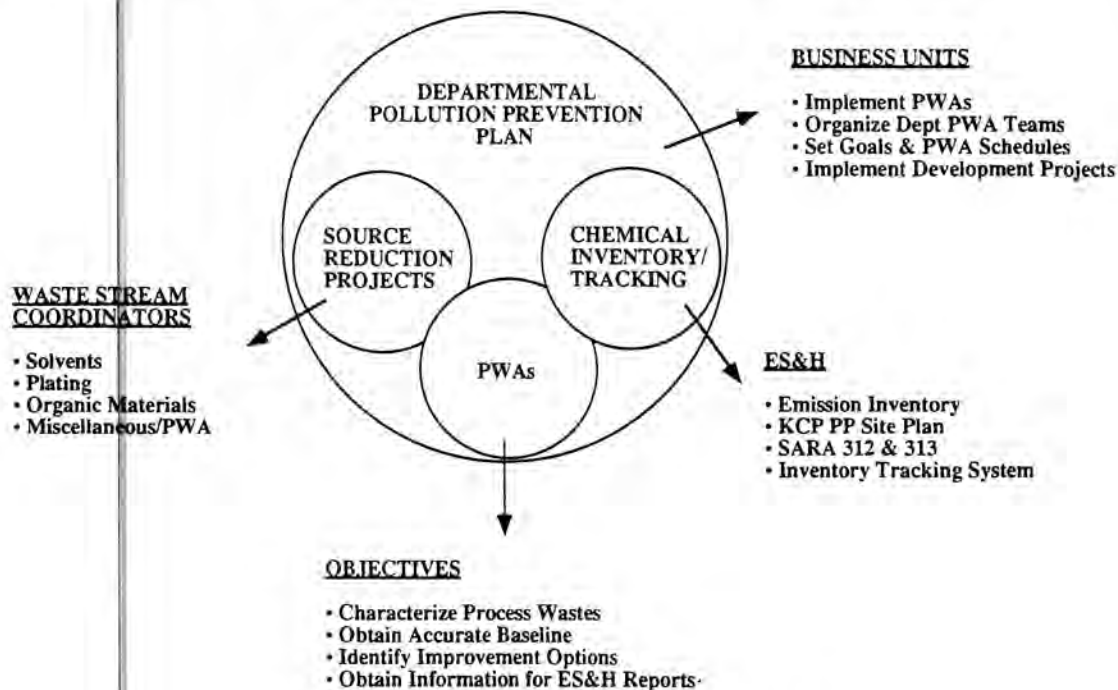 DEPARTMENTAL
POLLUTION PREVENTION
PLAN
BUSINESS UNITS
• Implement PWAs
• Organize Dept PWA Teams
• Set Goals & PWA Schedules
• Implement Development Projects
SOURCE
REDUCTION
PROJECTS
CHEMICAL
INVENTORY/
TRACKING
PWAs
WASTE STREAM
COORDINATORS
• Solvents
• Plating
• Organic Materials
• Miscellaneous/PWA
ES&H
• Emission Inventory
• KCP PP Site Plan
• SARA 312 & 313
• Inventory Tracking System
OBJECTIVES
• Characterize Process Wastes
• Obtain Accurate Baseline
• Identify Improvement Options
• Obtain Information for ES&H Reports